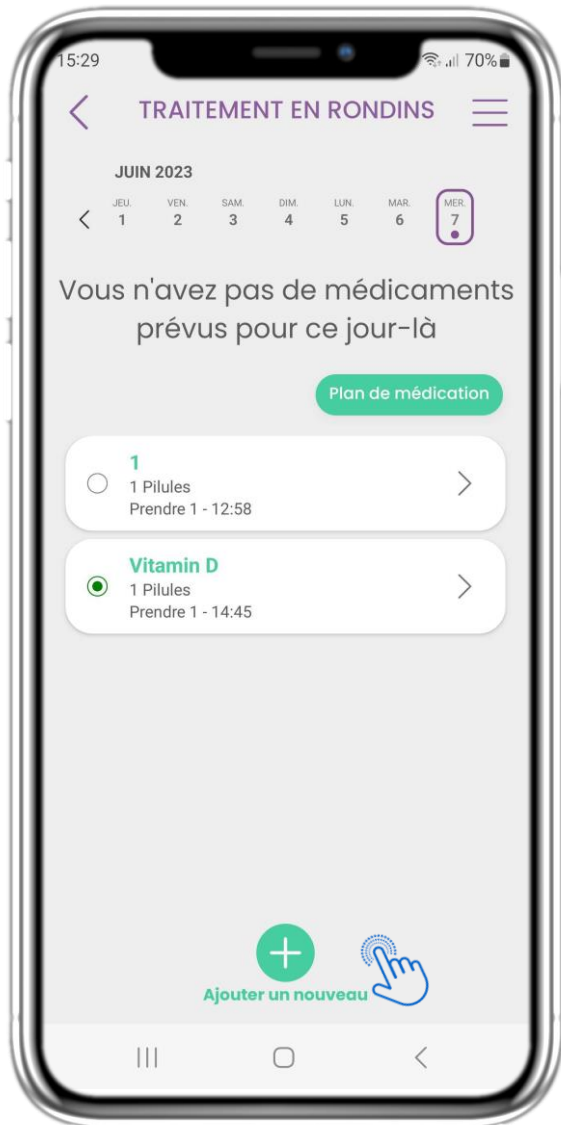 15:29 70%
TRAITEMENT EN RONDINS
JUIN 2023
JEU. VEN. SAM. DIM. LUN. MAR. MER.
1 2 3 4 5 6 7
Vous n'avez pas de médicaments
prévus pour ce jour-là
Plan de médication
1
1 Pilules
Prendre 1 - 12:58
Vitamin D
1 Pilules
Prendre 1 - 14:45
Ajouter un nouveau